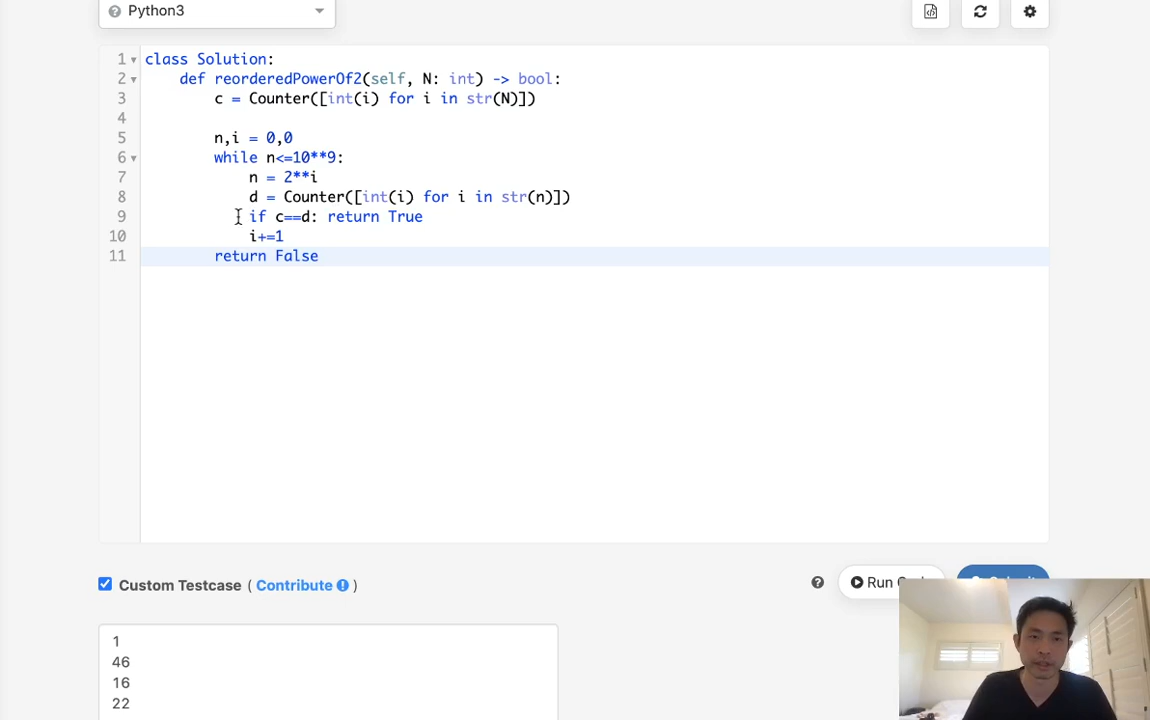 Python3
1 class Solution:
2 def reorderedPowerOf2(self, N: int) -> bool:
3 c = Counter([int(i) for i in str(N)])
4
5 n,i = 0,0
6 while n<=10**9:
7 n = 2**i
8 d = Counter([int(i) for i in str(n)])
9 if c==d: return True
10 i+=1
11 return False
Custom Testcase ( Contribute )
Run
1
46
16
22